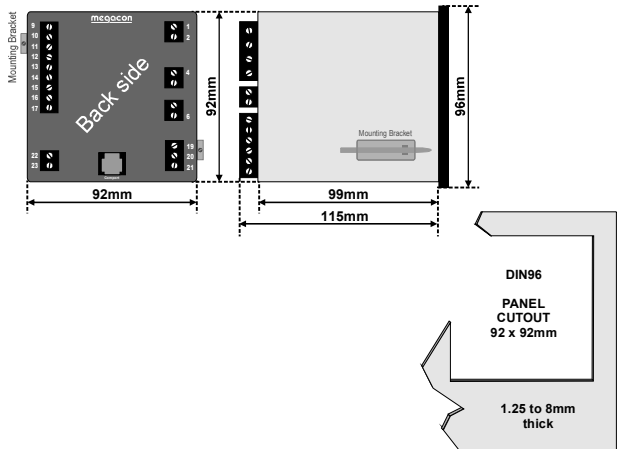 Mounting Bracket
megacon
9
10
11
12
13
14
15
16
17
22
23
1
2
4
6
19
20
21
Back side
92mm
92mm
Mounting Bracket
96mm
99mm
115mm
DIN96
PANEL
CUTOUT
92 x 92mm
1.25 to 8mm
thick